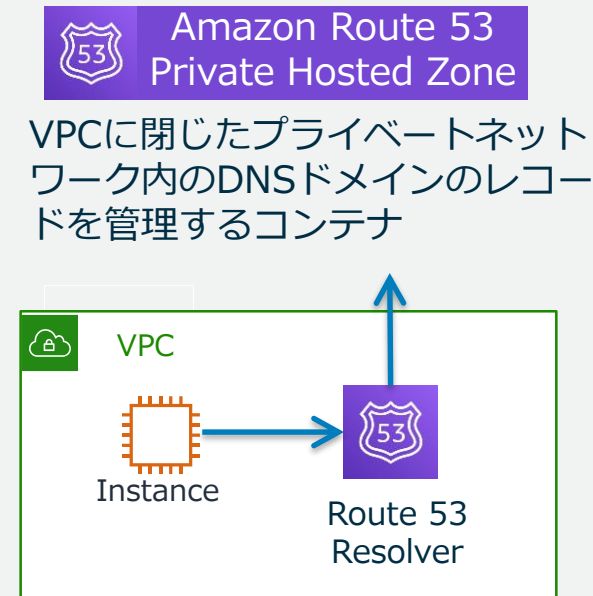 53
Amazon Route 53
Private Hosted Zone
VPCに閉じたプライベートネット
ワーク内のDNSドメインのレコー
ドを管理するコンテナ
VPC
53
Instance
Route 53
Resolver